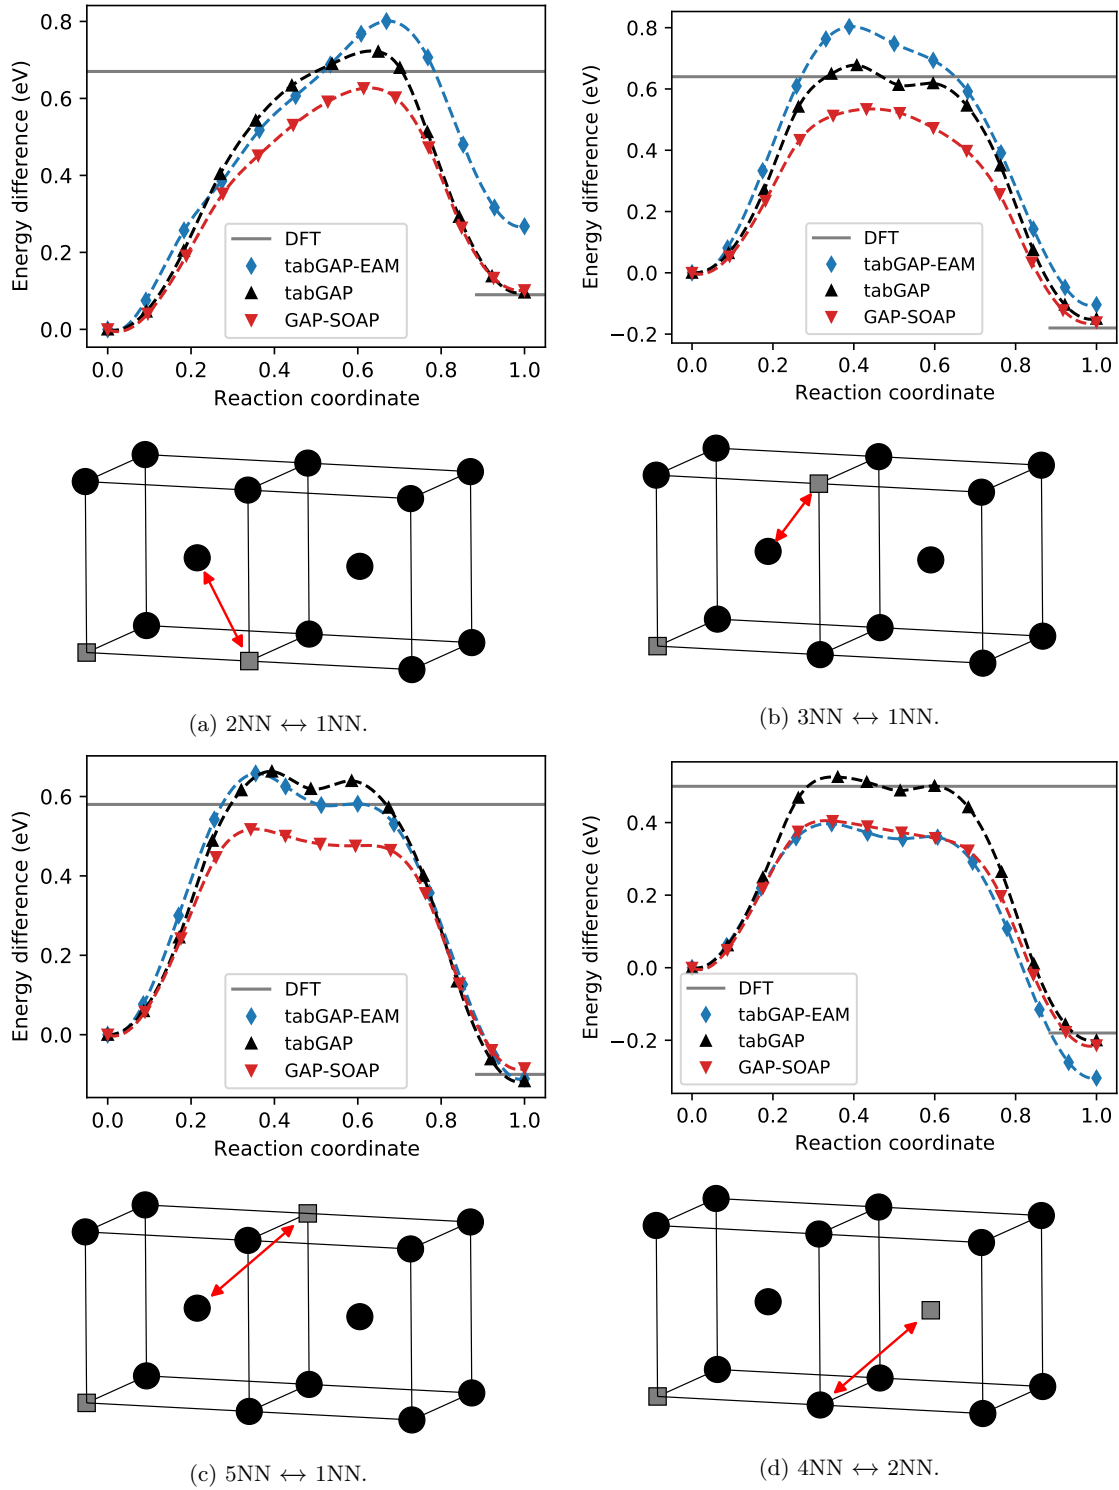 Energy difference (eV)
0.8
0.6
0.4
0.2
0.0
DFT
tabGAP-EAM
tabGAP
GAP-SOAP
0.0 0.2 0.4 0.6 0.8 1.0
Reaction coordinate
(a) 2NN ↔ 1NN.
Energy difference (eV)
0.8
0.6
0.4
0.2
0.0
−0.2
DFT
tabGAP-EAM
tabGAP
GAP-SOAP
0.0 0.2 0.4 0.6 0.8 1.0
Reaction coordinate
(b) 3NN ↔ 1NN.
Energy difference (eV)
0.6
0.4
0.2
0.0
DFT
tabGAP-EAM
tabGAP
GAP-SOAP
0.0 0.2 0.4 0.6 0.8 1.0
Reaction coordinate
(c) 5NN ↔ 1NN.
Energy difference (eV)
0.4
0.2
0.0
−0.2
DFT
tabGAP-EAM
tabGAP
GAP-SOAP
0.0 0.2 0.4 0.6 0.8 1.0
Reaction coordinate
(d) 4NN ↔ 2NN.